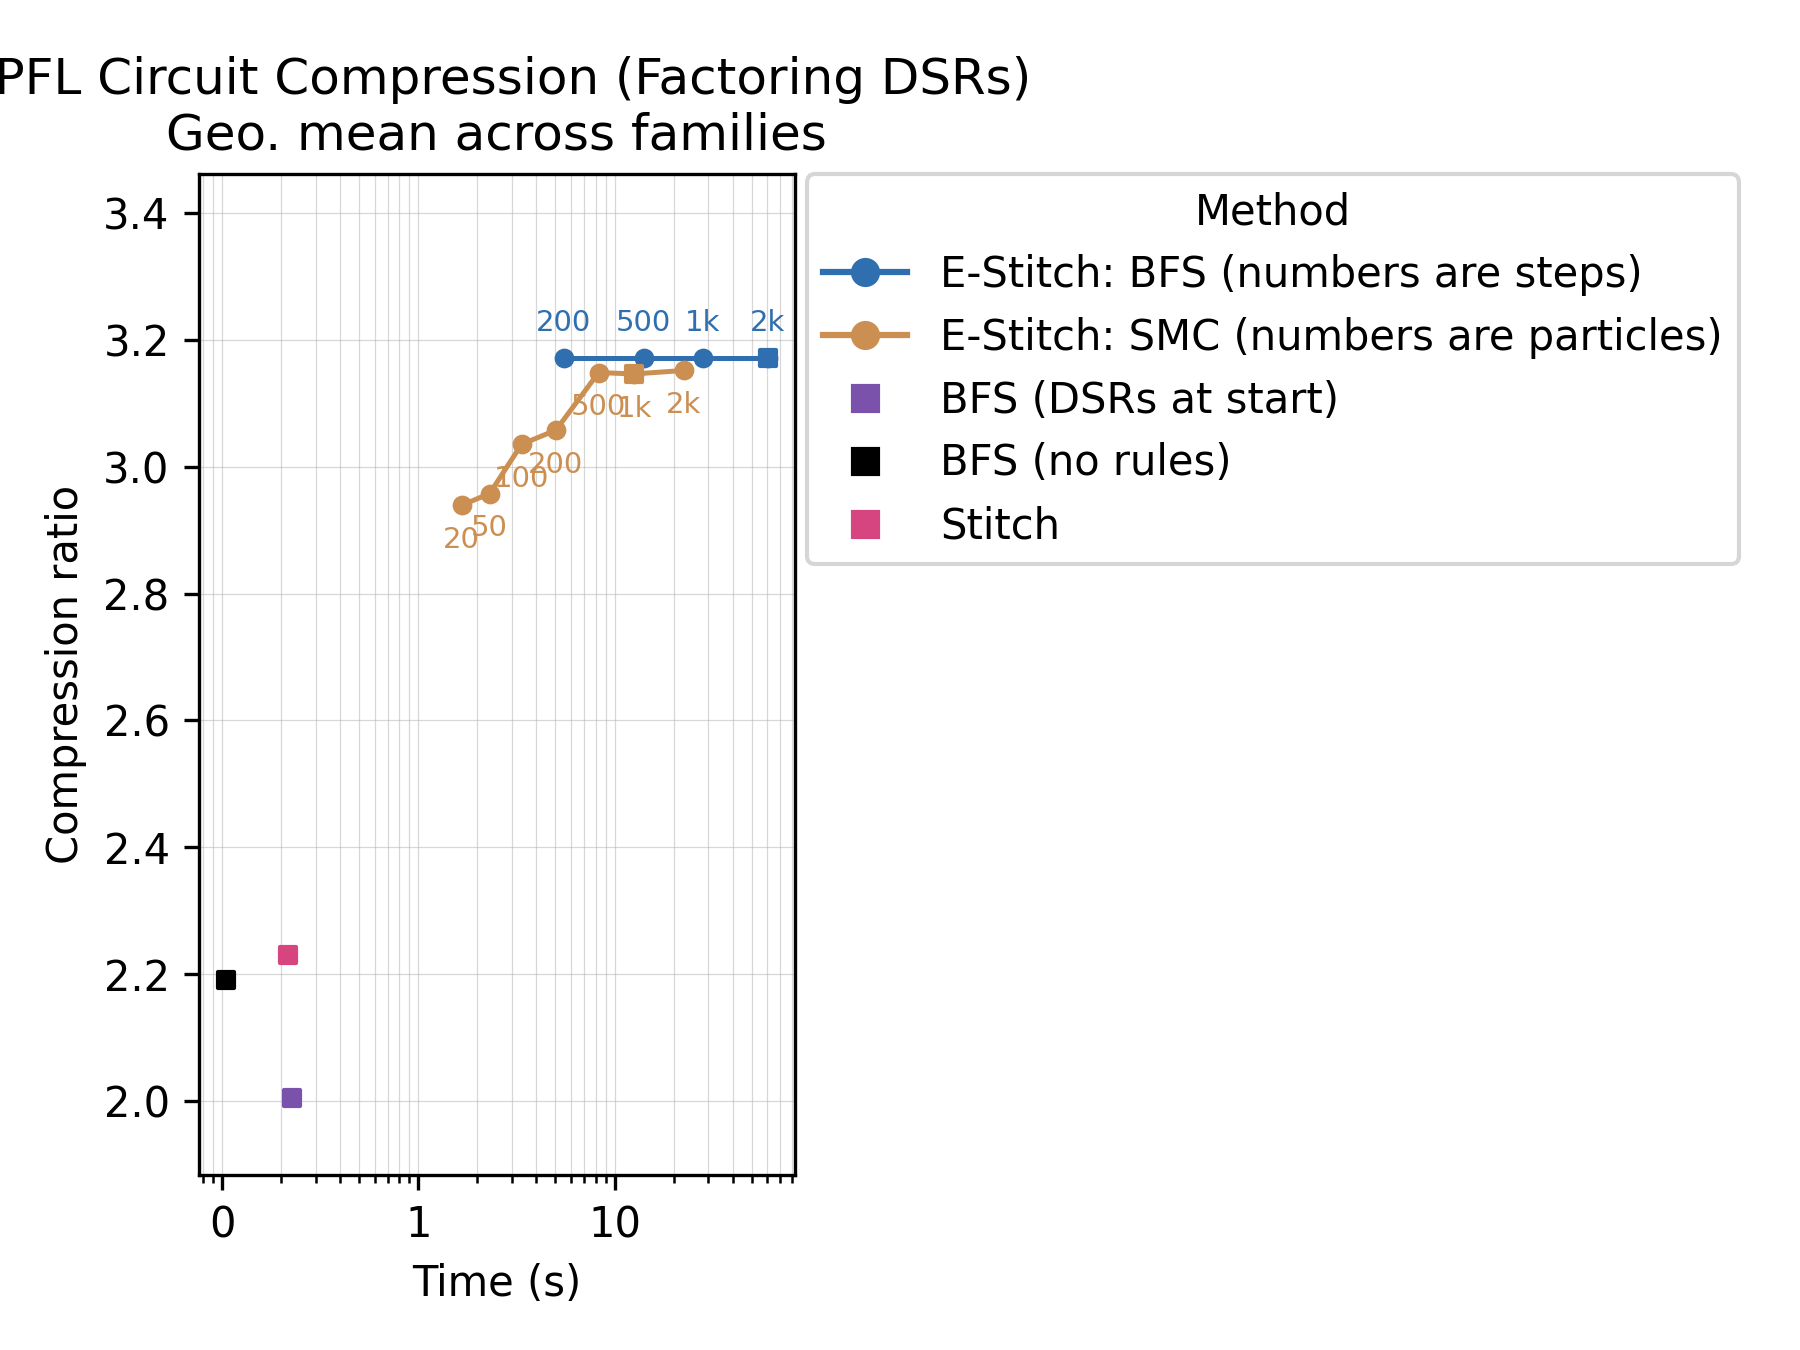 PFL Circuit Compression (Factoring DSRs)
Geo. mean across families
Method
E-Stitch: BFS (numbers are steps)
E-Stitch: SMC (numbers are particles)
BFS (DSRs at start)
BFS (no rules)
Stitch
Compression ratio
3.4
3.2
3.0
2.8
2.6
2.4
2.2
2.0
200 500 1k 2k
500 1k 2k
100 200
20 50
0 1 10
Time (s)